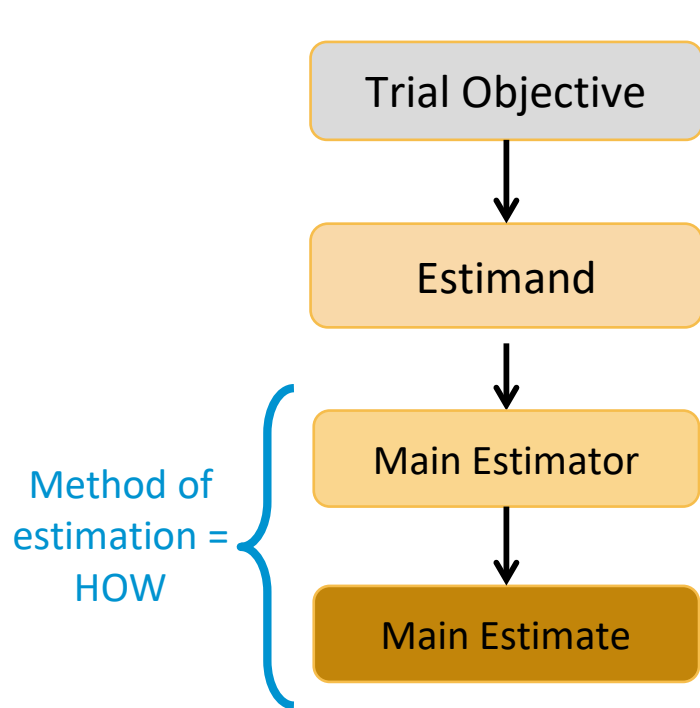 Trial Objective
Estimand
Main Estimator
Method of
estimation =
HOW
Main Estimate